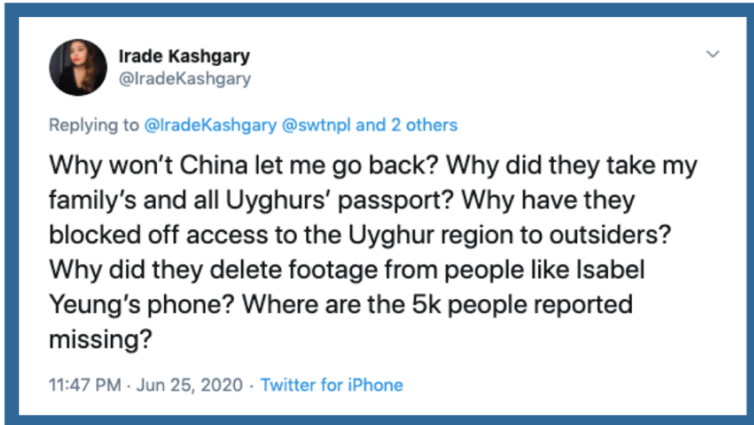 Irade Kashgary
@IradeKashgary
Replying to @IradeKashgary @swtnpl and 2 others
Why won't China let me go back? Why did they take my
family's and all Uyghurs' passport? Why have they
blocked off access to the Uyghur region to outsiders?
Why did they delete footage from people like Isabel
Yeung's phone? Where are the 5k people reported
missing?
11:47 PM · Jun 25, 2020 · Twitter for iPhone